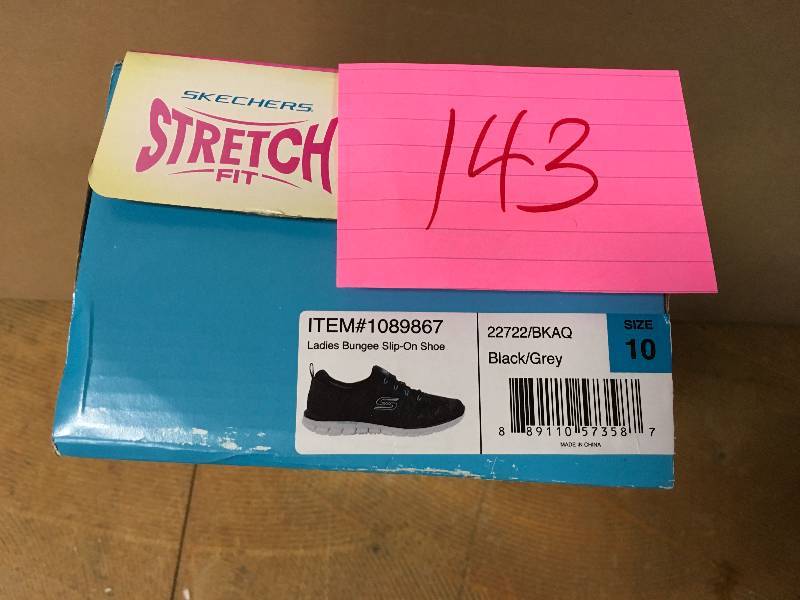 SKECHERS
STRETCH
FIT
143
ITEM#1089867
Ladies Bungee Slip-On Shoe
22722/BKAQ
Black/Grey
SIZE
10
8 89110 57358 7
MADE IN CHINA